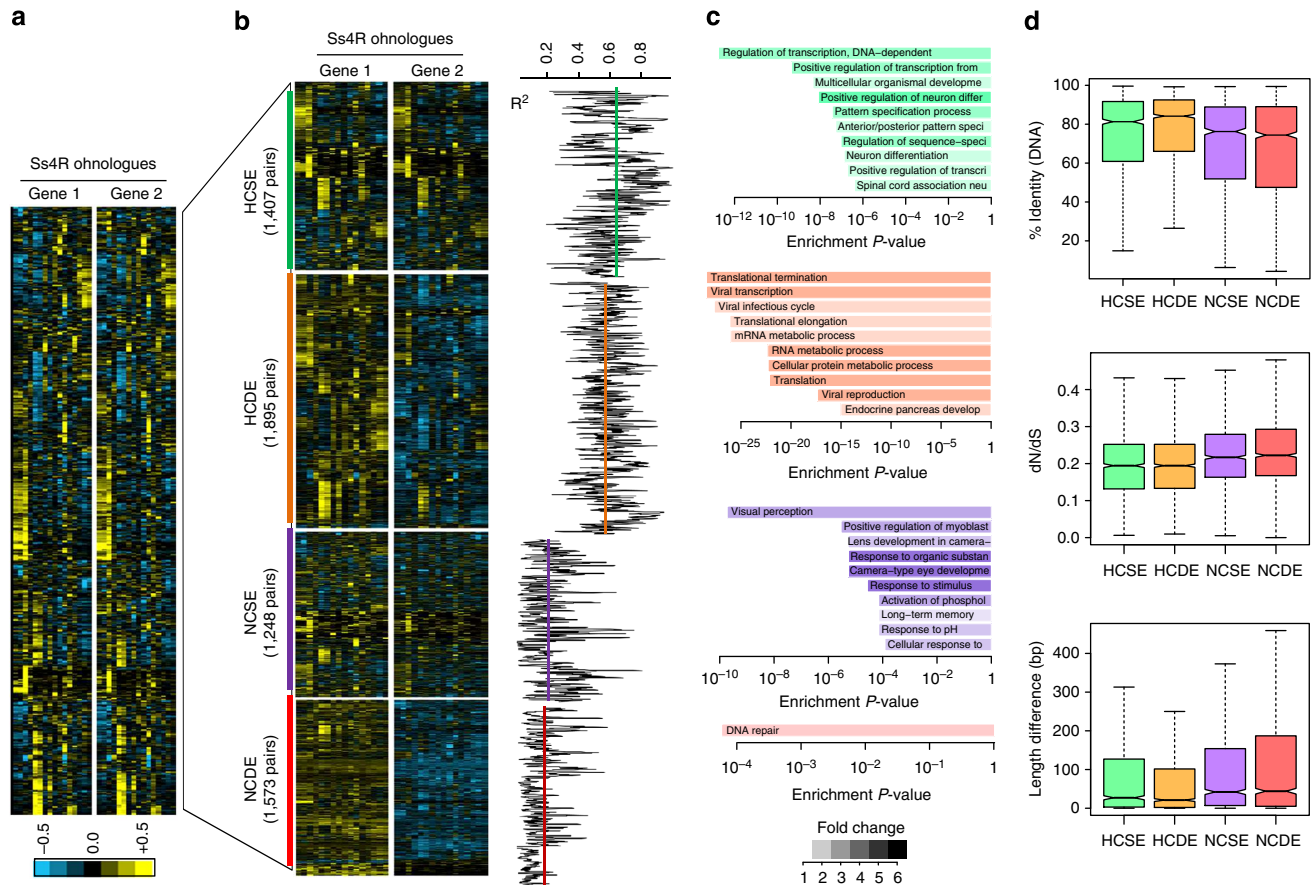 a
Ss4R ohnologues
Gene 1 Gene 2
−0.5 0.0 +0.5
b
Ss4R ohnologues
Gene 1 Gene 2
HCSE
(1,407 pairs)
HCDE
(1,895 pairs)
NCSE
(1,248 pairs)
NCDE
(1,573 pairs)
0.2 0.4 0.6 0.8
R2
c
Regulation of transcription, DNA−dependent
Positive regulation of transcription from
Multicellular organismal developme
Positive regulation of neuron differ
Pattern specification process
Anterior/posterior pattern speci
Regulation of sequence−speci
Neuron differentiation
Positive regulation of transcri
Spinal cord association neu
10−12 10−10 10−8 10−6 10−4 10−2 1
Enrichment P-value
Translational termination
Viral transcription
Viral infectious cycle
Translational elongation
mRNA metabolic process
RNA metabolic process
Cellular protein metabolic process
Translation
Viral reproduction
Endocrine pancreas develop
10−25 10−20 10−15 10−10 10−5 1
Enrichment P-value
Visual perception
Positive regulation of myoblast
Lens development in camera−
Response to organic substan
Camera−type eye developme
Response to stimulus
Activation of phosphol
Long−term memory
Response to pH
Cellular response to
10−10 10−8 10−6 10−4 10−2 1
Enrichment P-value
DNA repair
10−4 10−3 10−2 10−1 1
Enrichment P-value
Fold change
1 2 3 4 5 6
d
% Identity (DNA)
100
80
60
40
20
HCSE HCDE NCSE NCDE
dN/dS
0.4
0.3
0.2
0.1
0.0
HCSE HCDE NCSE NCDE
Length difference (bp)
400
300
200
100
0
HCSE HCDE NCSE NCDE